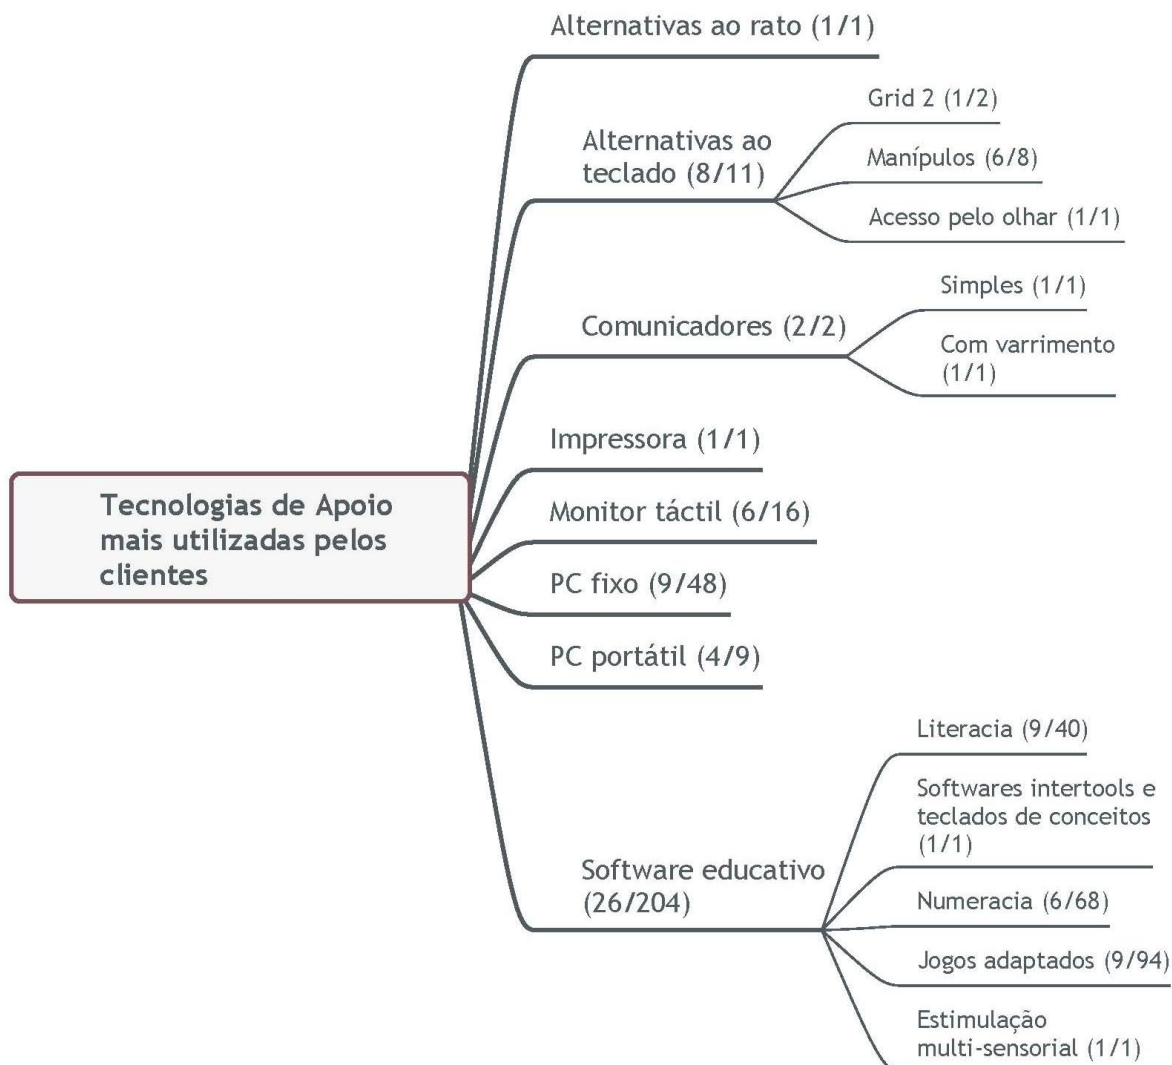 Alternativas ao rato (1/1)
Alternativas ao
teclado (8/11)
Grid 2 (1/2)
Manípulos (6/8)
Acesso pelo olhar (1/1)
Comunicadores (2/2)
Simples (1/1)
Com varrimento
(1/1)
Impressora (1/1)
Monitor táctil (6/16)
PC fixo (9/48)
PC portátil (4/9)
Tecnologias de Apoio
mais utilizadas pelos
clientes
Software educativo
(26/204)
Literacia (9/40)
Softwares intertools e
teclados de conceitos
(1/1)
Numeracia (6/68)
Jogos adaptados (9/94)
Estimulação
multi-sensorial (1/1)